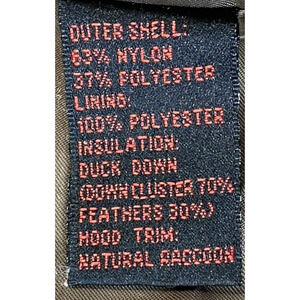 OUTER SHELL:
63% NYLON
37% POLYESTER
LINING:
100% POLYESTER
INSULATION:
DUCK DOWN
(DOWN CLUSTER 70%
FEATHERS 30%)
HOOD TRIM:
NATURAL RACCOON